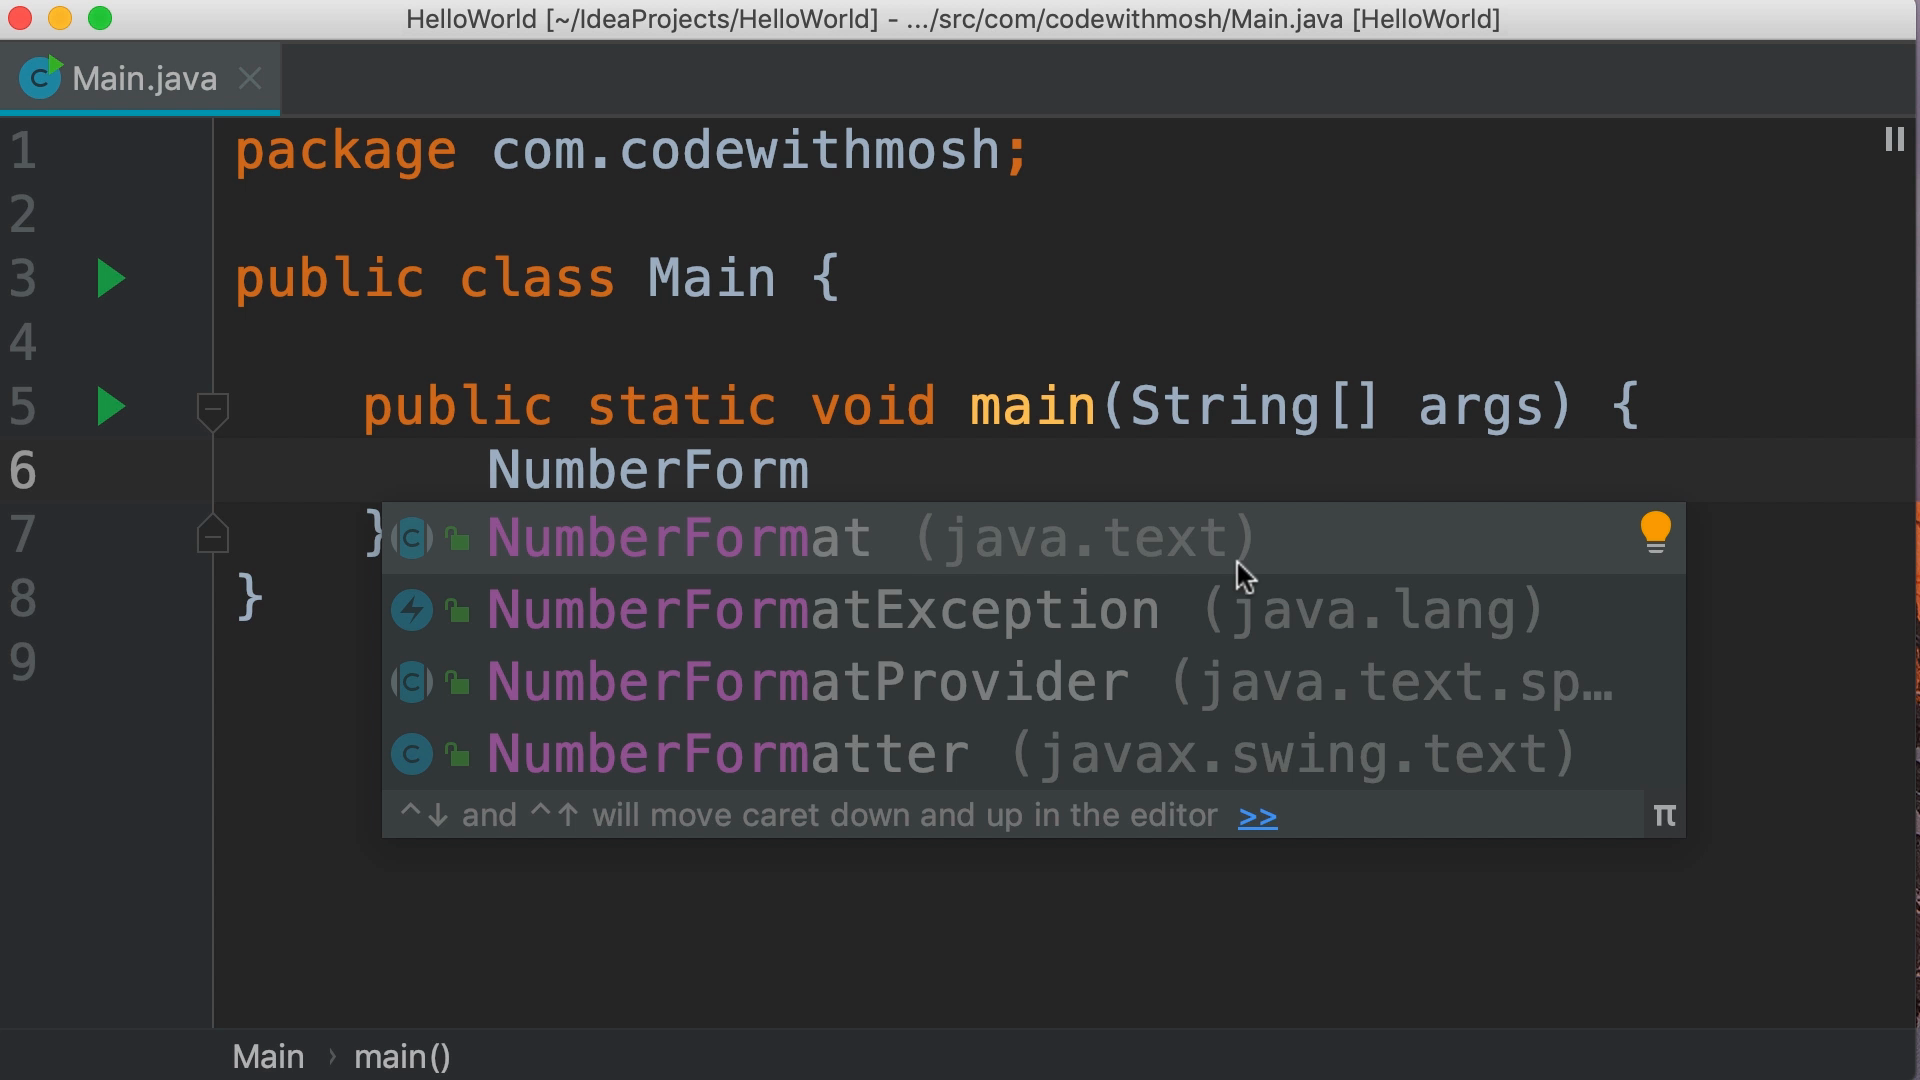 HelloWorld [~/IdeaProjects/HelloWorld] - .../src/com/codewithmosh/Main.java [HelloWorld]
Main.java
1 package com.codewithmosh;
2
3 public class Main {
4
5 public static void main(String[] args) {
6 NumberForm
7 }
NumberFormat (java.text)
NumberFormatException (java.lang)
NumberFormatProvider (java.text.sp…
NumberFormatter (javax.swing.text)
^↓ and ^↑ will move caret down and up in the editor >> π
8 }
9
Main › main()